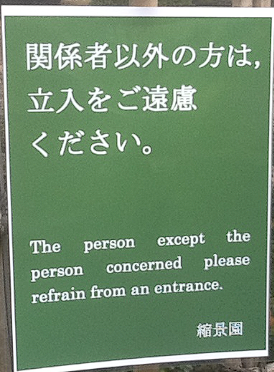 関係者以外の方は,
立入をご遠慮
ください。
The person except the
person concerned please
refrain from an entrance.
縮景園